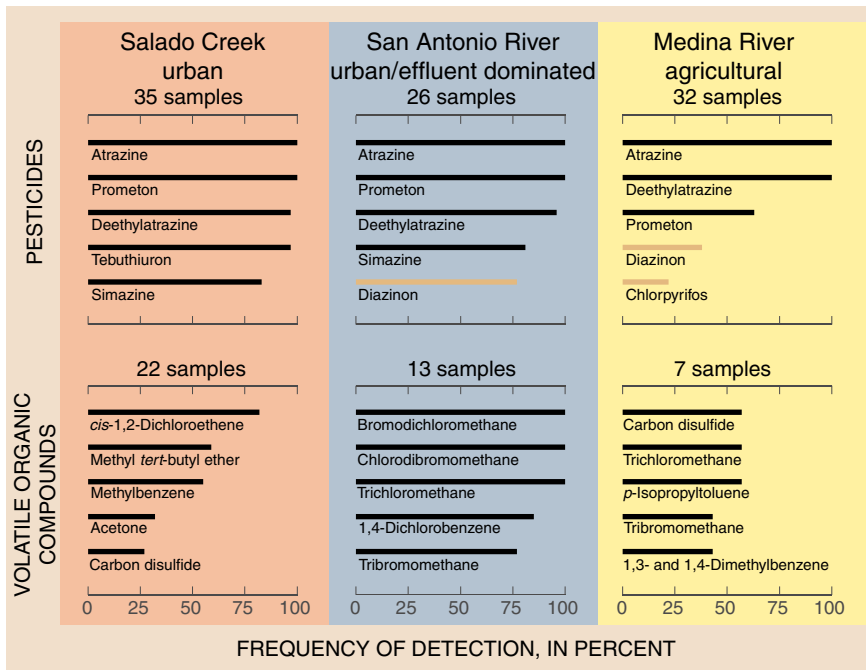 Salado Creek
urban
35 samples
San Antonio River
urban/effluent dominated
26 samples
Medina River
agricultural
32 samples
PESTICIDES
Atrazine
Prometon
Deethylatrazine
Tebuthiuron
Simazine
Atrazine
Prometon
Deethylatrazine
Simazine
Diazinon
Atrazine
Deethylatrazine
Prometon
Diazinon
Chlorpyrifos
VOLATILE ORGANIC
COMPOUNDS
22 samples
cis-1,2-Dichloroethene
Methyl tert-butyl ether
Methylbenzene
Acetone
Carbon disulfide
0 25 50 75 100
13 samples
Bromodichloromethane
Chlorodibromomethane
Trichloromethane
1,4-Dichlorobenzene
Tribromomethane
0 25 50 75 100
7 samples
Carbon disulfide
Trichloromethane
p-Isopropyltoluene
Tribromomethane
1,3- and 1,4-Dimethylbenzene
0 25 50 75 100
FREQUENCY OF DETECTION, IN PERCENT